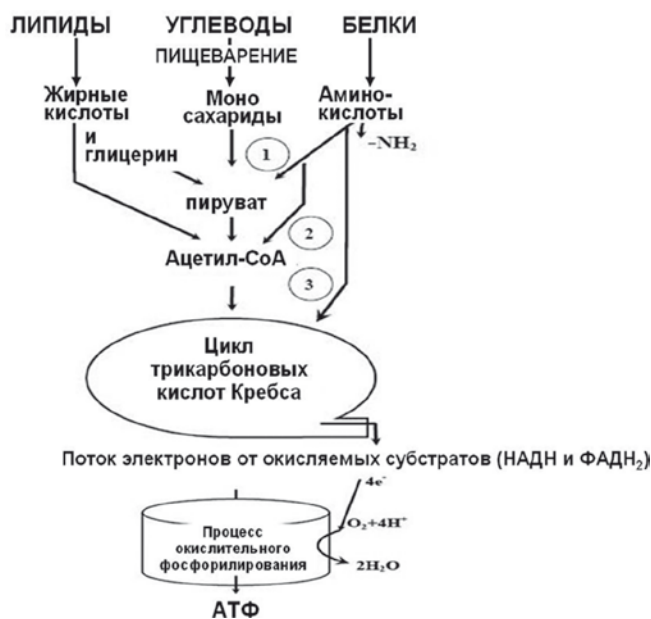 ЛИПИДЫ УГЛЕВОДЫ БЕЛКИ
ПИЩЕВАРЕНИЕ
Жирные
кислоты
и
глицерин
Моно
сахариды
Амино-
кислоты
–NH₂
1
пируват
2
Ацетил-СоА
3
Цикл
трикарбоновых
кислот Кребса
Поток электронов от окисляемых субстратов (НАДН и ФАДН₂)
4e⁻
O₂+4H⁺
Процесс
окислительного
фосфорилирования
2H₂O
АТФ